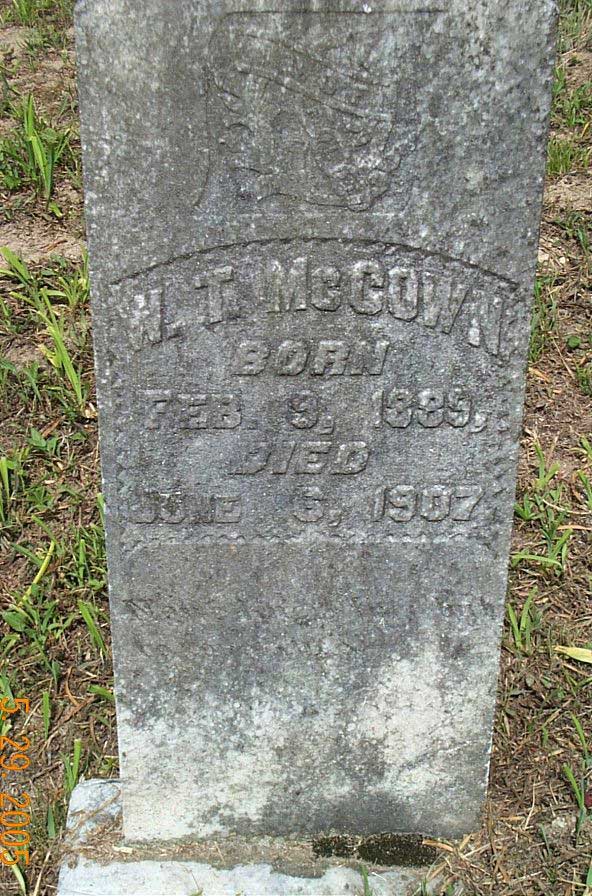 W. T. McCOWN
BORN
FEB. 9, 1889,
DIED
JUNE 6, 1907
5.29.2005